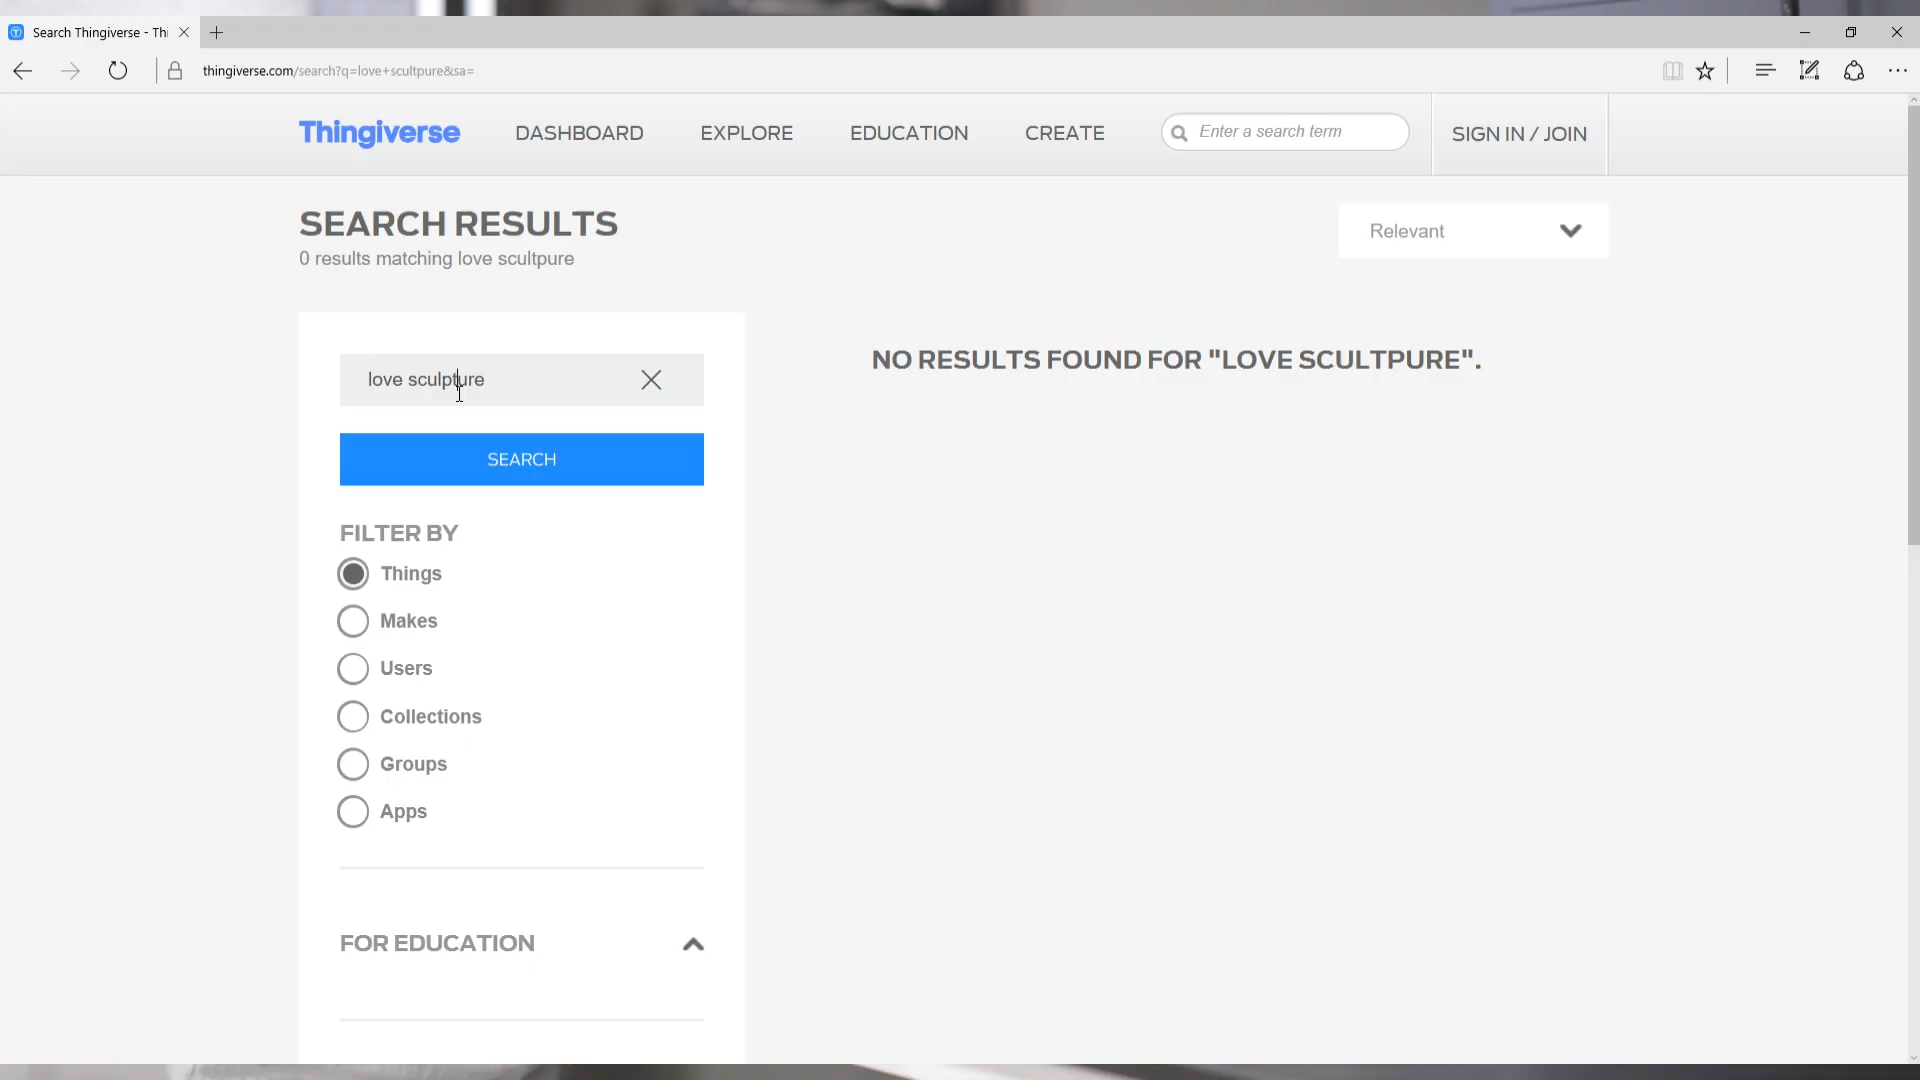 Search Thingiverse - Thi
thingiverse.com/search?q=love+scultpure&sa=
Thingiverse
DASHBOARD
EXPLORE
EDUCATION
CREATE
Enter a search term
SIGN IN / JOIN
SEARCH RESULTS
0 results matching love scultpure
Relevant
love sculpture
NO RESULTS FOUND FOR "LOVE SCULTPURE".
SEARCH
FILTER BY
Things
Makes
Users
Collections
Groups
Apps
FOR EDUCATION